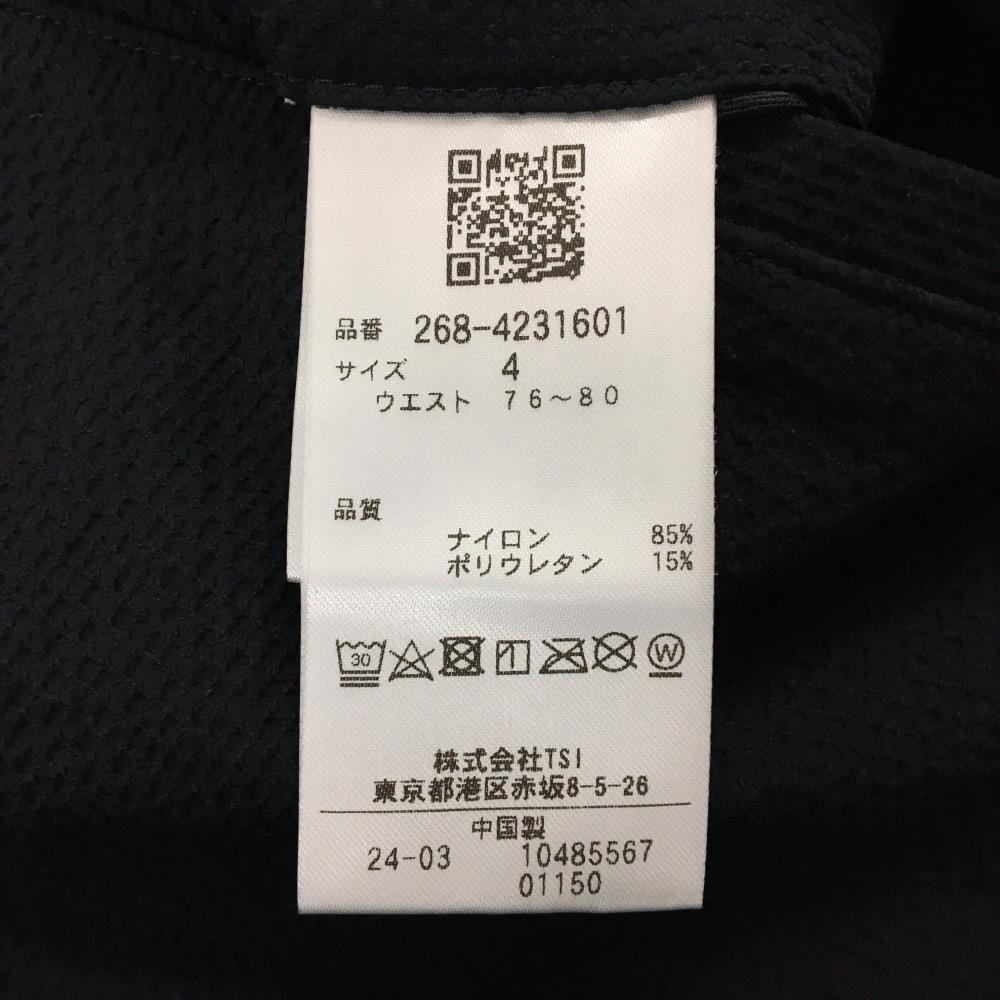 品番 268-4231601
サイズ 4
ウエスト 76〜80
品質
ナイロン 85%
ポリウレタン 15%
30 W
株式会社TSI
東京都港区赤坂8-5-26
中国製
24-03 10485567
01150